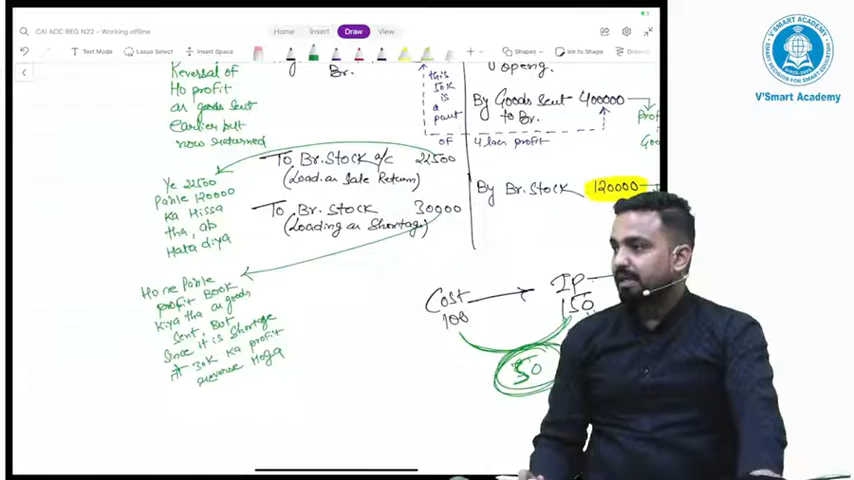 CAI ACC REG N22 - Working offline
Home
Insert
Draw
View
Text Mode
Lasso Select
Insert Space
Shapes
Ink to Shape
Drawing
V'SMART ACADEMY
V'Smart Academy
Reversal of
Ho profit
as goods sent
Earlier but
now returned
Br.
this
50K
is
a
part
of
4 lacs profit
By Goods Sent 400000
to Br.
To Br. Stock a/c 22500
(Load. on Sale Return)
By Br. Stock 120000
To Br. Stock 30000
(Loading on Shortage)
Ye 22500
Pahle 120000
Ka Hissa
tha, ab
Hata diya
Ho ne Pahle
profit Book
Kiya tha on goods
Sent, But
Since it is Shortage
30K Ka profit
reverse Hoga
Cost
100
IP
150
50